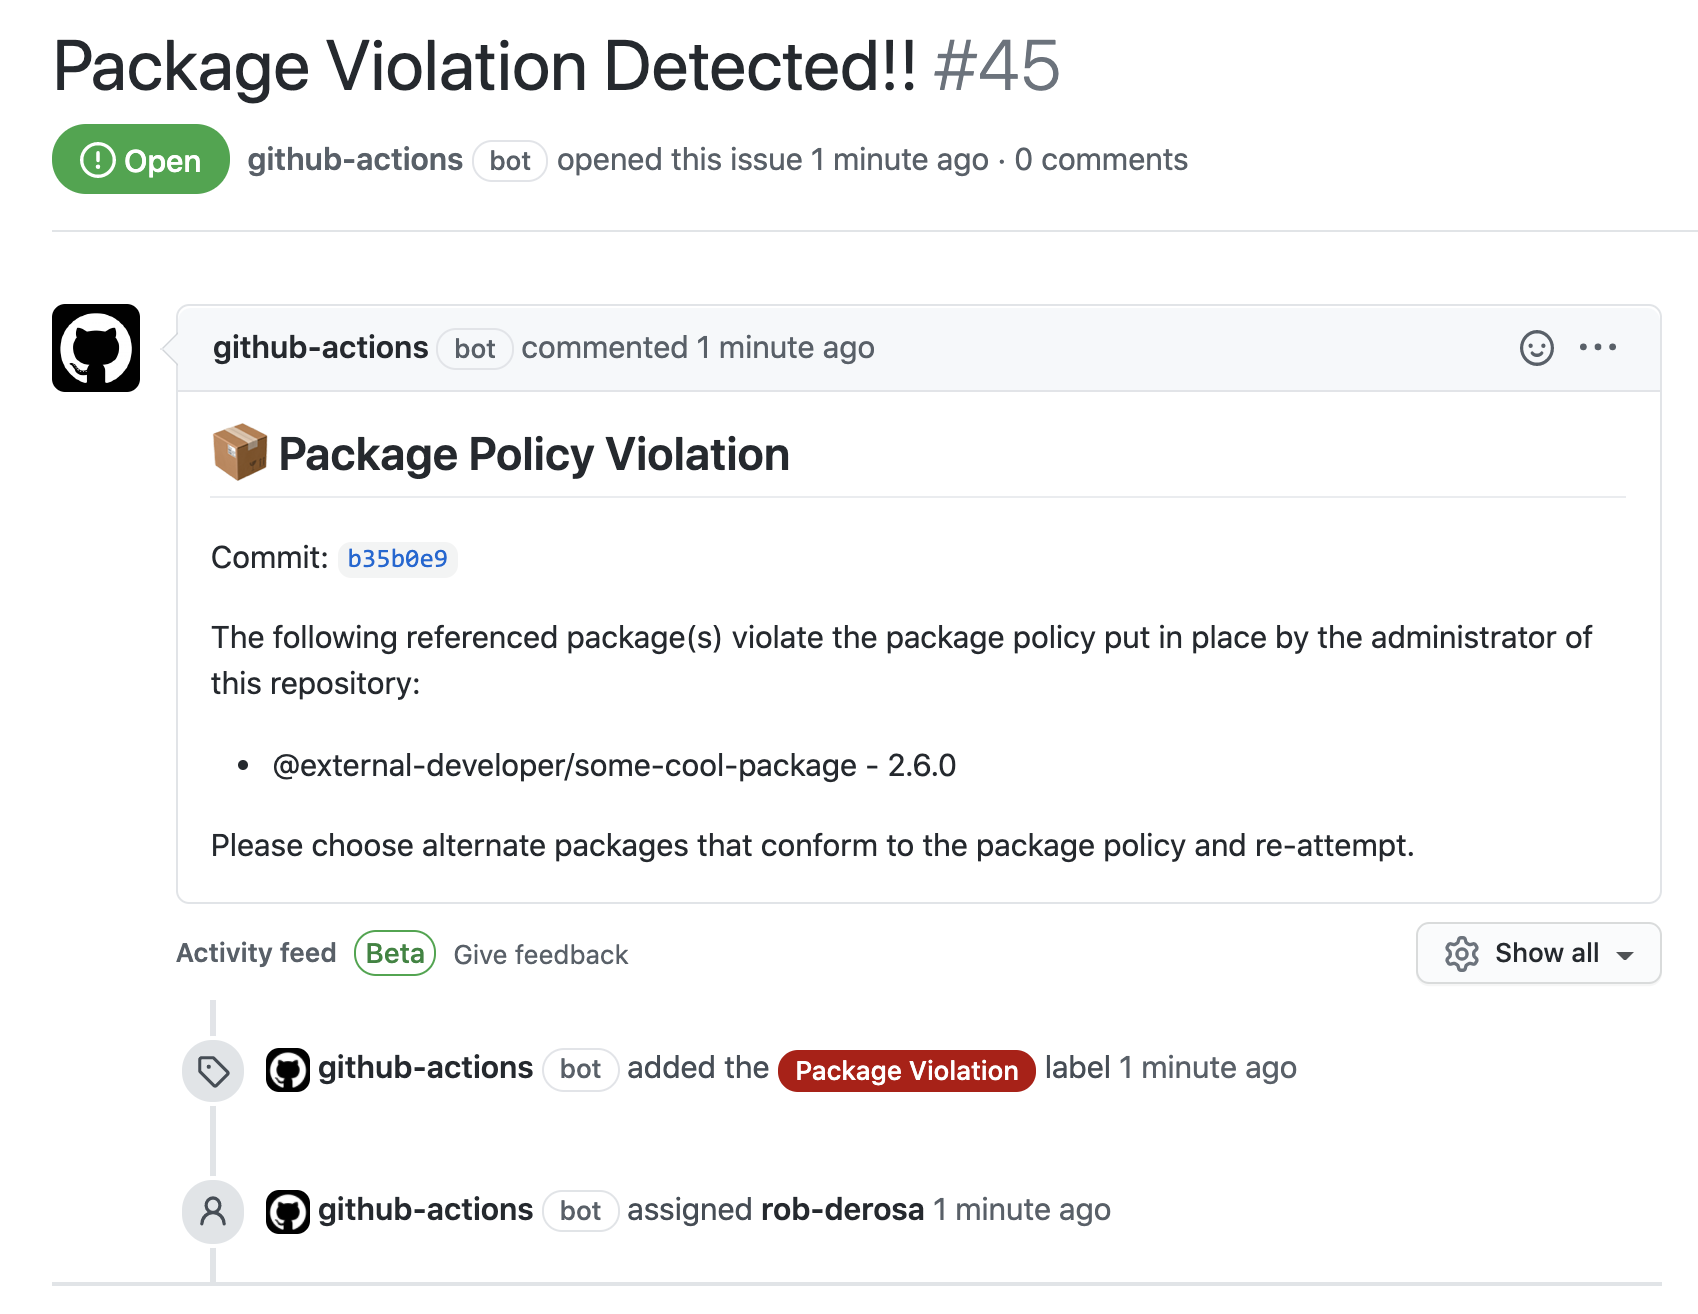 Package Violation Detected!! #45
Open github-actions bot opened this issue 1 minute ago · 0 comments
github-actions bot commented 1 minute ago
Package Policy Violation
Commit: b35b0e9
The following referenced package(s) violate the package policy put in place by the administrator of
this repository:
• @external-developer/some-cool-package - 2.6.0
Please choose alternate packages that conform to the package policy and re-attempt.
Activity feed Beta Give feedback Show all
github-actions bot added the Package Violation label 1 minute ago
github-actions bot assigned rob-derosa 1 minute ago